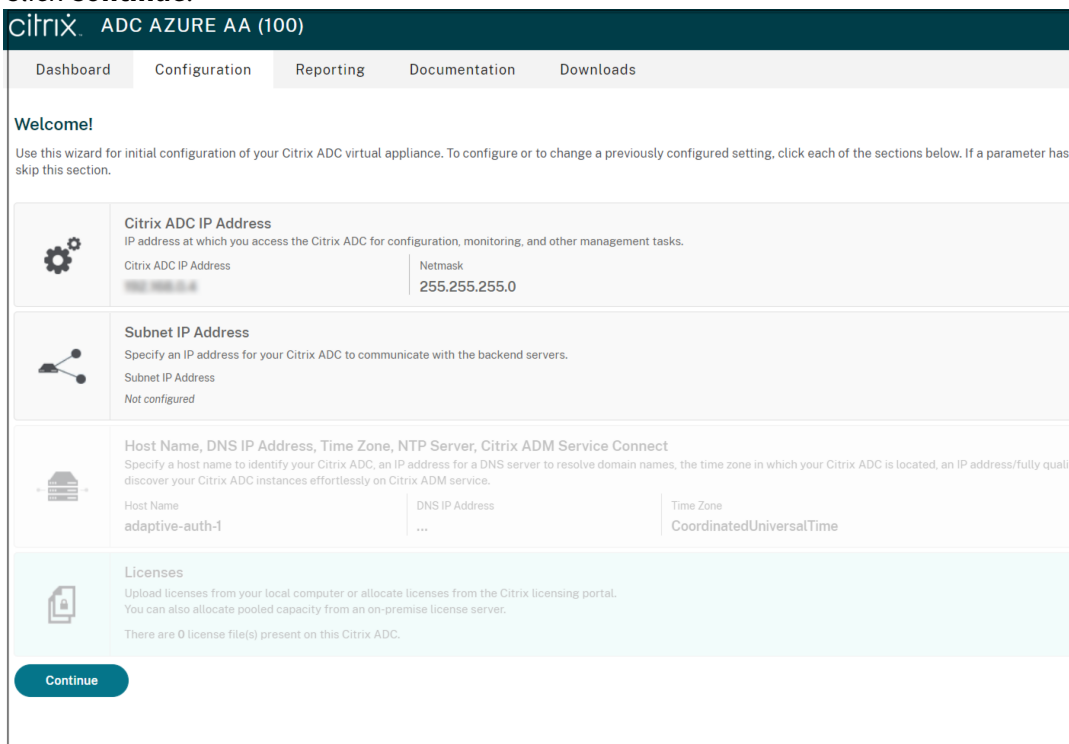 Click Continue.
citrix ADC AZURE AA (100)
Dashboard Configuration Reporting Documentation Downloads
Welcome!
Use this wizard for initial configuration of your Citrix ADC virtual appliance. To configure or to change a previously configured setting, click each of the sections below. If a parameter has
skip this section.
Citrix ADC IP Address
IP address at which you access the Citrix ADC for configuration, monitoring, and other management tasks.
Citrix ADC IP Address Netmask
255.255.255.0
Subnet IP Address
Specify an IP address for your Citrix ADC to communicate with the backend servers.
Subnet IP Address
Not configured
Host Name, DNS IP Address, Time Zone, NTP Server, Citrix ADM Service Connect
Specify a host name to identify your Citrix ADC, an IP address for a DNS server to resolve domain names, the time zone in which your Citrix ADC is located, an IP address/fully quali
discover your Citrix ADC instances effortlessly on Citrix ADM service.
Host Name DNS IP Address Time Zone
adaptive-auth-1 ... CoordinatedUniversalTime
Licenses
Upload licenses from your local computer or allocate licenses from the Citrix licensing portal.
You can also allocate pooled capacity from an on-premise license server.
There are 0 license file(s) present on this Citrix ADC.
Continue